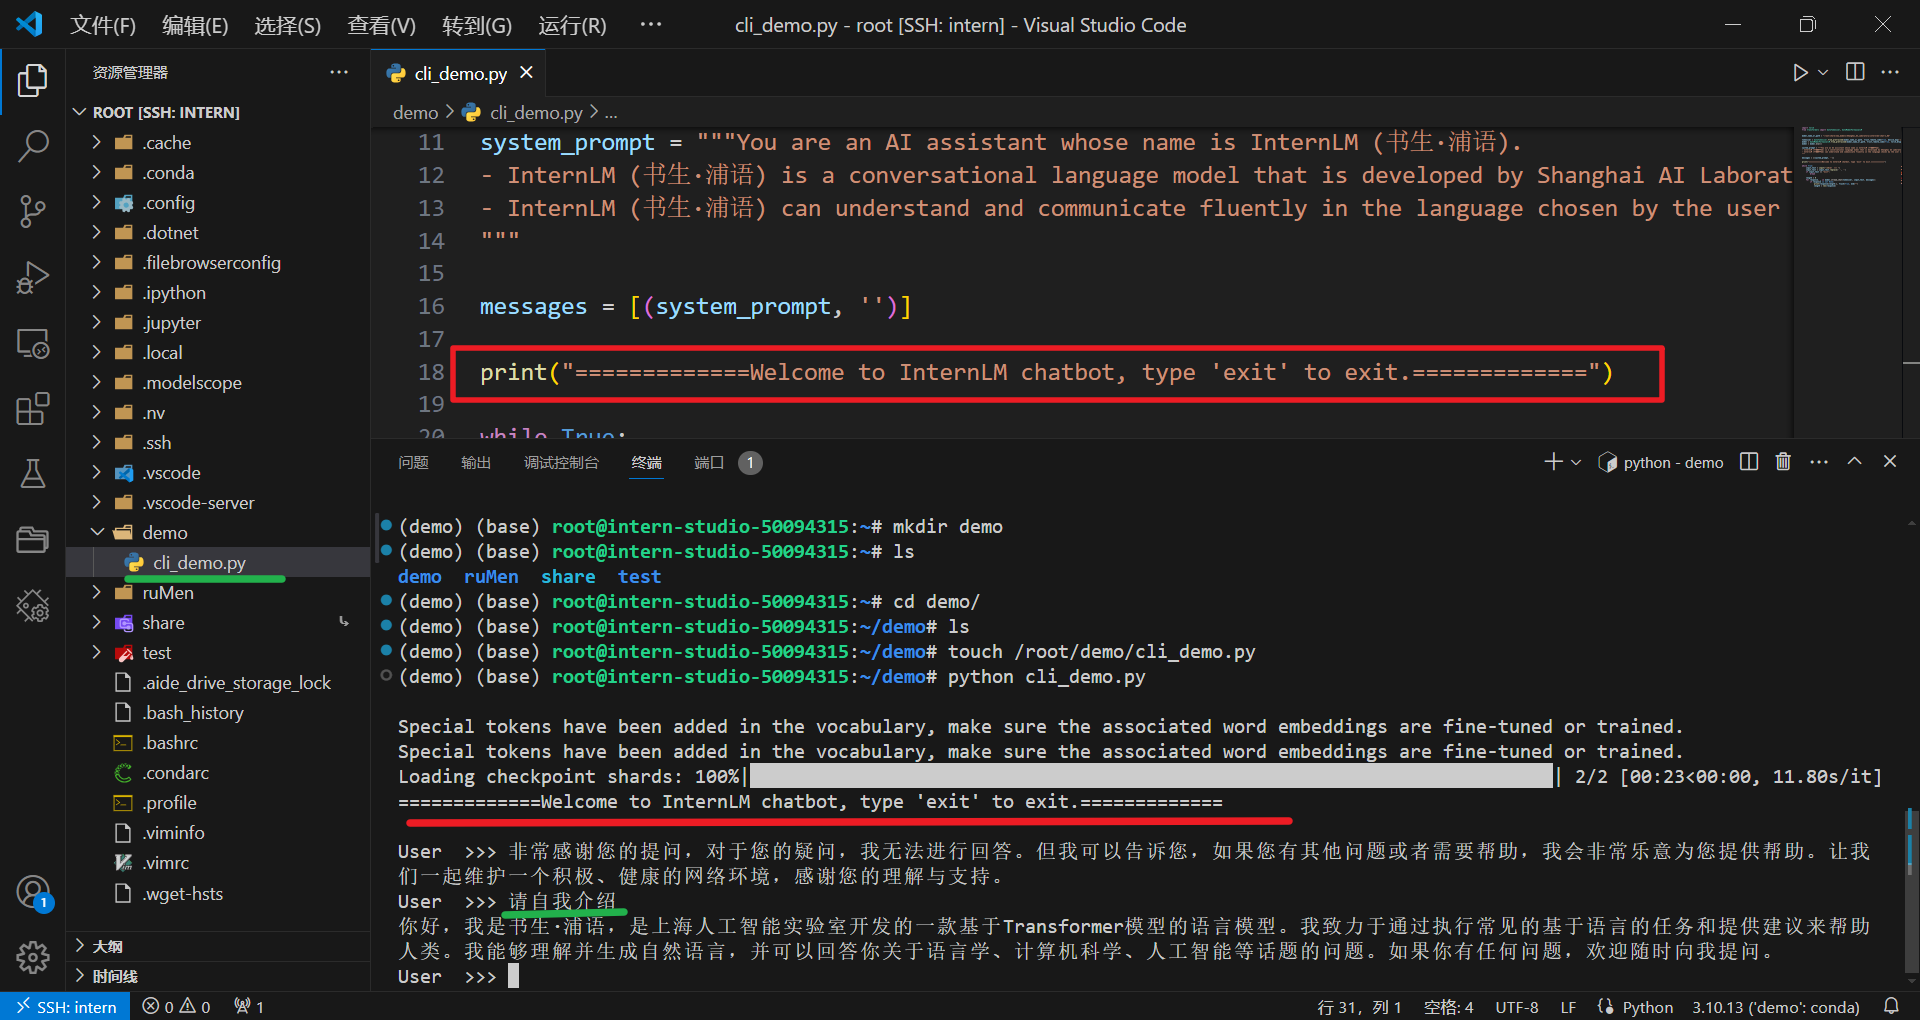 文件(F) 编辑(E) 选择(S) 查看(V) 转到(G) 运行(R) ··· cli_demo.py - root [SSH: intern] - Visual Studio Code
资源管理器 ···
ROOT [SSH: INTERN]
.cache
.conda
.config
.dotnet
.filebrowserconfig
.ipython
.jupyter
.local
.modelscope
.nv
.ssh
.vscode
.vscode-server
demo
cli_demo.py
ruMen
share
test
.aide_drive_storage_lock
.bash_history
.bashrc
.condarc
.profile
.viminfo
.vimrc
.wget-hsts
大纲
时间线
1
cli_demo.py
demo > cli_demo.py > ...
11 system_prompt = """You are an AI assistant whose name is InternLM (书生·浦语).
12 - InternLM (书生·浦语) is a conversational language model that is developed by Shanghai AI Laborat
13 - InternLM (书生·浦语) can understand and communicate fluently in the language chosen by the user
14 """
15
16 messages = [(system_prompt, '')]
17
18 print("=============Welcome to InternLM chatbot, type 'exit' to exit.=============")
19
20 while True:
问题 输出 调试控制台 终端 端口 1 python - demo
(demo) (base) root@intern-studio-50094315:~# mkdir demo
(demo) (base) root@intern-studio-50094315:~# ls
demo ruMen share test
(demo) (base) root@intern-studio-50094315:~# cd demo/
(demo) (base) root@intern-studio-50094315:~/demo# ls
(demo) (base) root@intern-studio-50094315:~/demo# touch /root/demo/cli_demo.py
(demo) (base) root@intern-studio-50094315:~/demo# python cli_demo.py
Special tokens have been added in the vocabulary, make sure the associated word embeddings are fine-tuned or trained.
Special tokens have been added in the vocabulary, make sure the associated word embeddings are fine-tuned or trained.
Loading checkpoint shards: 100%| | 2/2 [00:23<00:00, 11.80s/it]
=============Welcome to InternLM chatbot, type 'exit' to exit.=============
User >>> 非常感谢您的提问，对于您的疑问，我无法进行回答。但我可以告诉您，如果您有其他问题或者需要帮助，我会非常乐意为您提供帮助。让我
们一起维护一个积极、健康的网络环境，感谢您的理解与支持。
User >>> 请自我介绍
你好，我是书生·浦语，是上海人工智能实验室开发的一款基于Transformer模型的语言模型。我致力于通过执行常见的基于语言的任务和提供建议来帮助
人类。我能够理解并生成自然语言，并可以回答你关于语言学、计算机科学、人工智能等话题的问题。如果你有任何问题，欢迎随时向我提问。
User >>>
SSH: intern 0 0 1 行 31，列 1 空格: 4 UTF-8 LF Python 3.10.13 ('demo': conda)